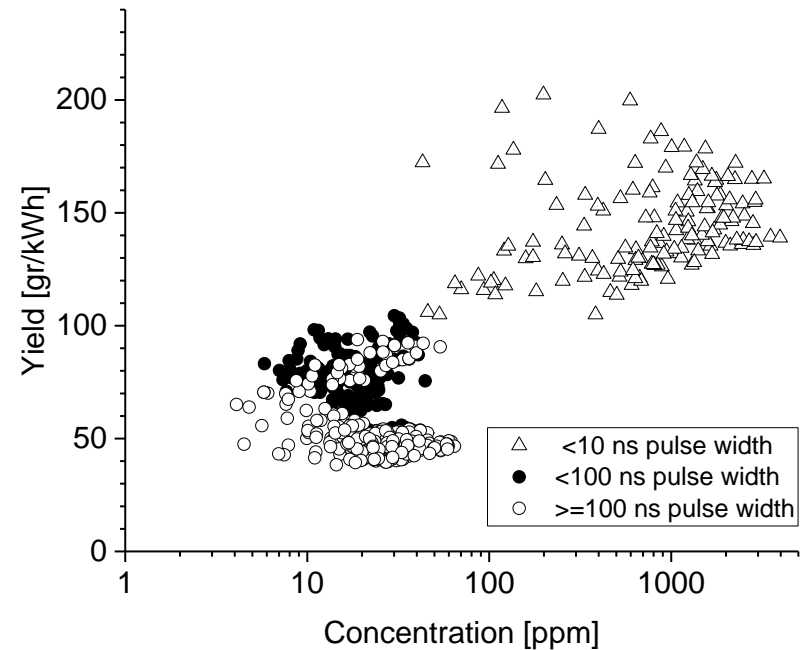 200
150
100
50
0
Yield [gr/kWh]
<10 ns pulse width
<100 ns pulse width
>=100 ns pulse width
1 10 100 1000
Concentration [ppm]